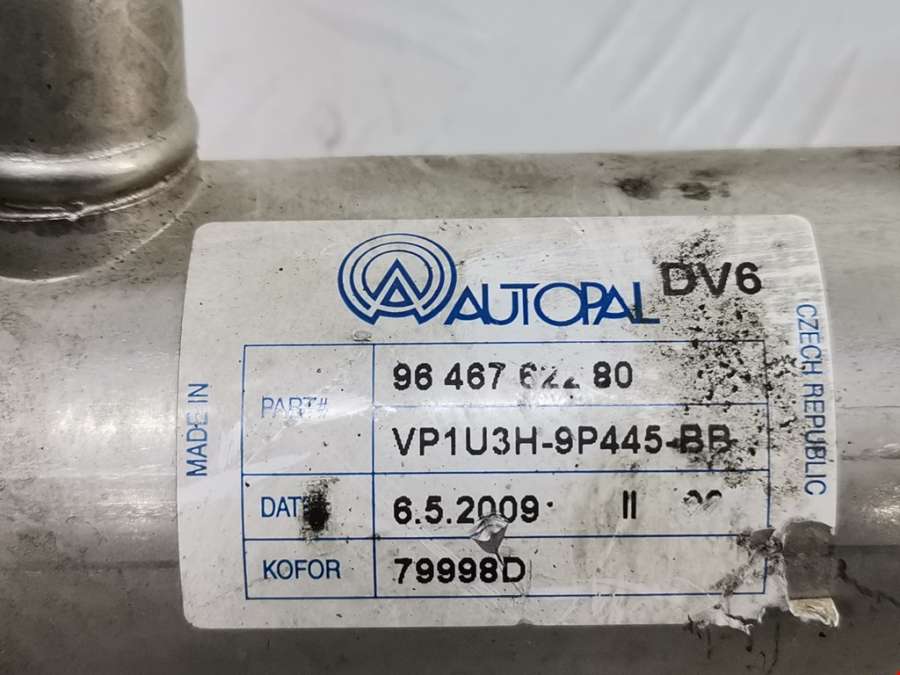 AUTOPAL DV6
MADE IN
CZECH REPUBLIC
PART#
96 467 622 80
VP1U3H-9P445-BB
6.5.2009 II
KOFOR 79998D